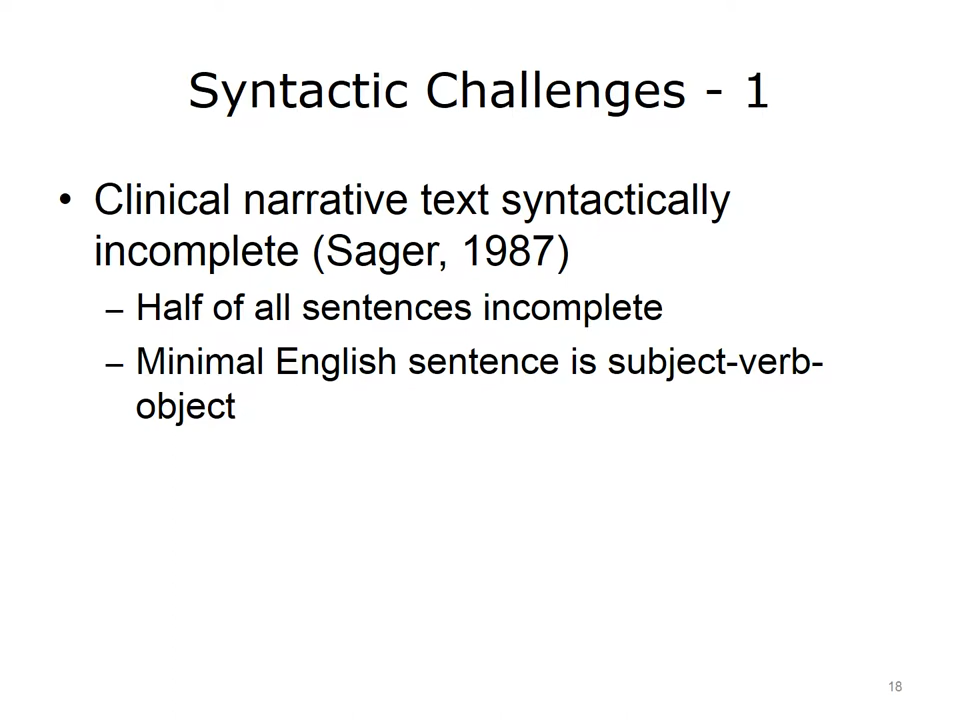 Syntactic Challenges - 1
• Clinical narrative text syntactically
incomplete (Sager, 1987)
– Half of all sentences incomplete
– Minimal English sentence is subject-verb-
object
18